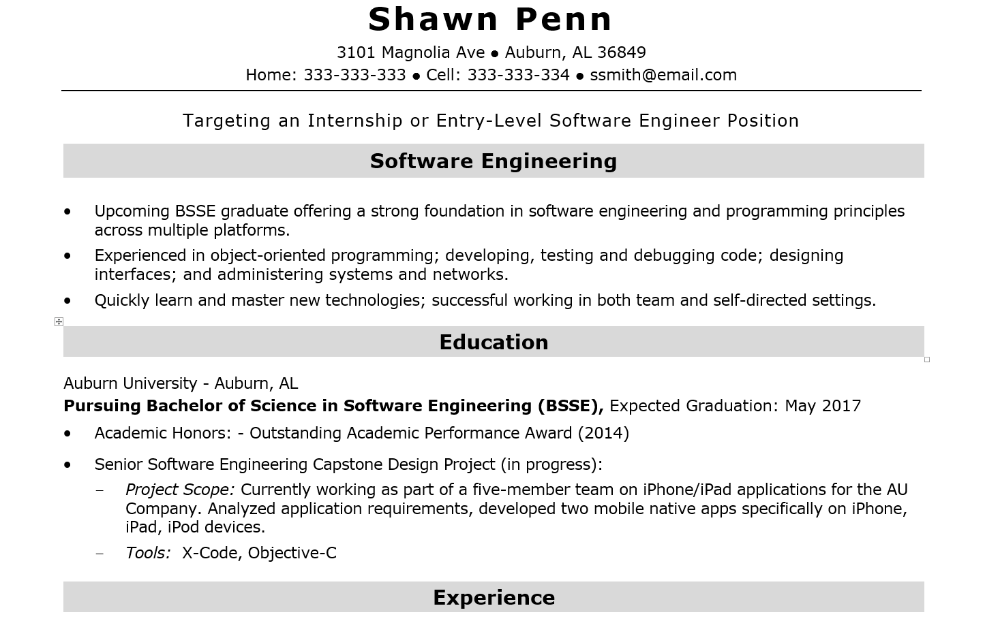 Shawn Penn
3101 Magnolia Ave ● Auburn, AL 36849
Home: 333-333-333 ● Cell: 333-333-334 ● ssmith@email.com
Targeting an Internship or Entry-Level Software Engineer Position
Software Engineering
• Upcoming BSSE graduate offering a strong foundation in software engineering and programming principles
across multiple platforms.
• Experienced in object-oriented programming; developing, testing and debugging code; designing
interfaces; and administering systems and networks.
• Quickly learn and master new technologies; successful working in both team and self-directed settings.
Education
Auburn University - Auburn, AL
Pursuing Bachelor of Science in Software Engineering (BSSE), Expected Graduation: May 2017
• Academic Honors: - Outstanding Academic Performance Award (2014)
• Senior Software Engineering Capstone Design Project (in progress):
– Project Scope: Currently working as part of a five-member team on iPhone/iPad applications for the AU
Company. Analyzed application requirements, developed two mobile native apps specifically on iPhone,
iPad, iPod devices.
– Tools: X-Code, Objective-C
Experience